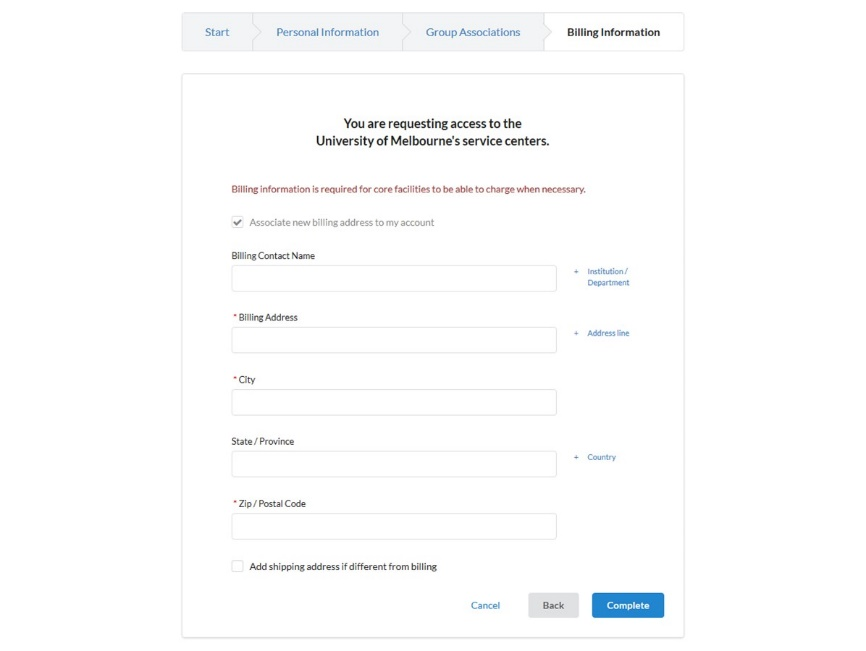 Start
Personal Information
Group Associations
Billing Information
You are requesting access to the
University of Melbourne's service centers.
Billing information is required for core facilities to be able to charge when necessary.
Associate new billing address to my account
Billing Contact Name
+ Institution /
Department
* Billing Address
+ Address line
* City
State / Province
+ Country
* Zip / Postal Code
Add shipping address if different from billing
Cancel
Back
Complete